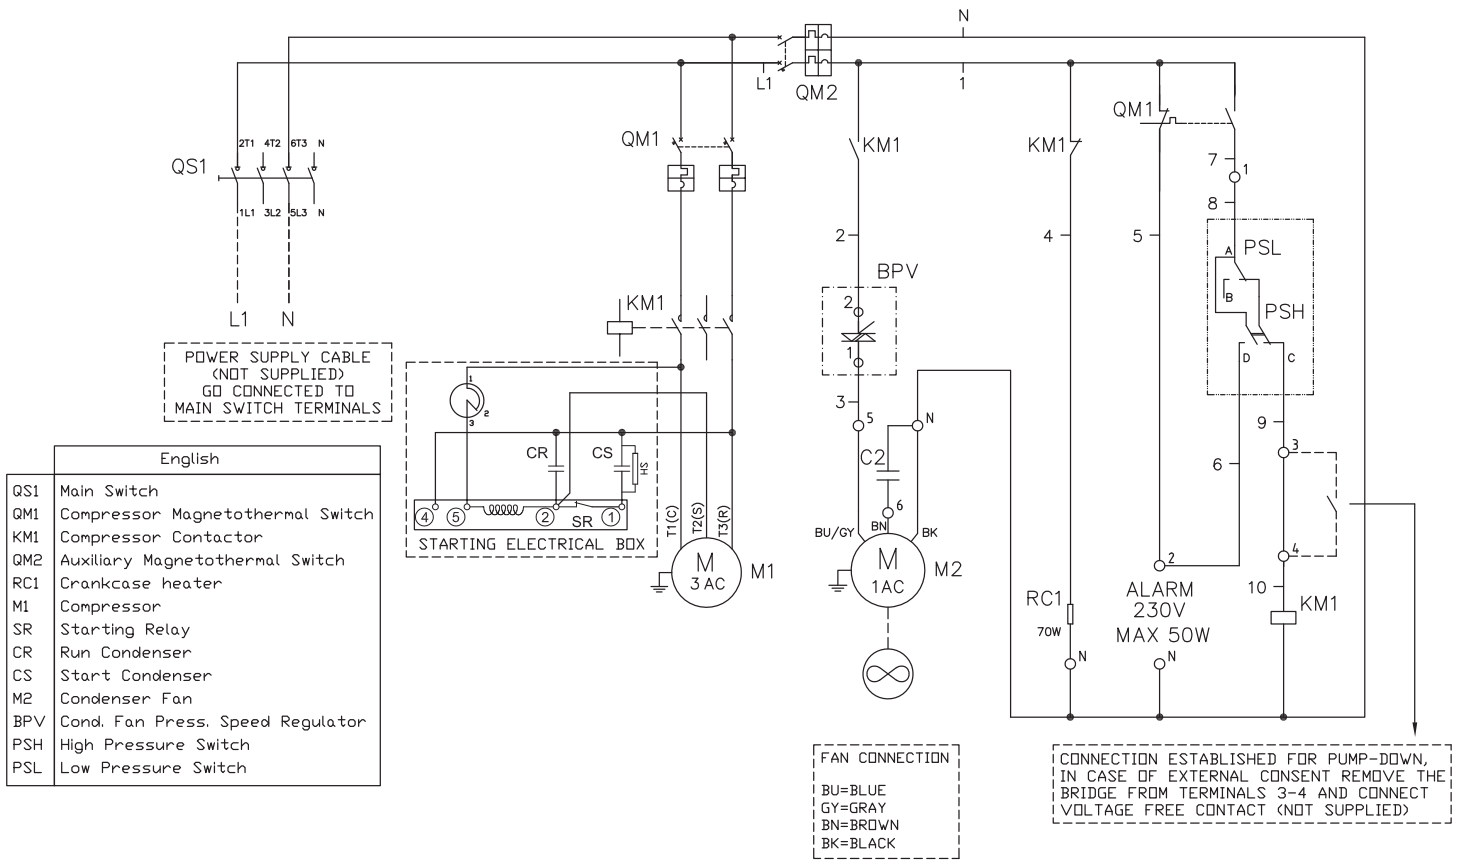 N
L1
QM2
1
QM1
KM1
KM1
QM1
2T1 4T2 6T3 N
QS1
1L1 3L2 5L3 N
7
1
8
2
4
5
A
PSL
B
PSH
D
C
BPV
2
1
KM1
L1 N
POWER SUPPLY CABLE
(NOT SUPPLIED)
GO CONNECTED TO
MAIN SWITCH TERMINALS
1
2
3
CR
CS
HS
4
5
2
SR
1
STARTING ELECTRICAL BOX
T1(C)
T2(S)
T3(R)
M
3 AC
M1
3
5
N
C2
6
BU/GY
BN
BK
M
1AC
M2
9
3
6
4
10
KM1
2
RC1
70W
N
ALARM
230V
MAX 50W
N
English
QS1 Main Switch
QM1 Compressor Magnetothermal Switch
KM1 Compressor Contactor
QM2 Auxiliary Magnetothermal Switch
RC1 Crankcase heater
M1 Compressor
SR Starting Relay
CR Run Condenser
CS Start Condenser
M2 Condenser Fan
BPV Cond. Fan Press. Speed Regulator
PSH High Pressure Switch
PSL Low Pressure Switch
FAN CONNECTION
BU=BLUE
GY=GRAY
BN=BROWN
BK=BLACK
CONNECTION ESTABLISHED FOR PUMP-DOWN,
IN CASE OF EXTERNAL CONSENT REMOVE THE
BRIDGE FROM TERMINALS 3-4 AND CONNECT
VOLTAGE FREE CONTACT (NOT SUPPLIED)